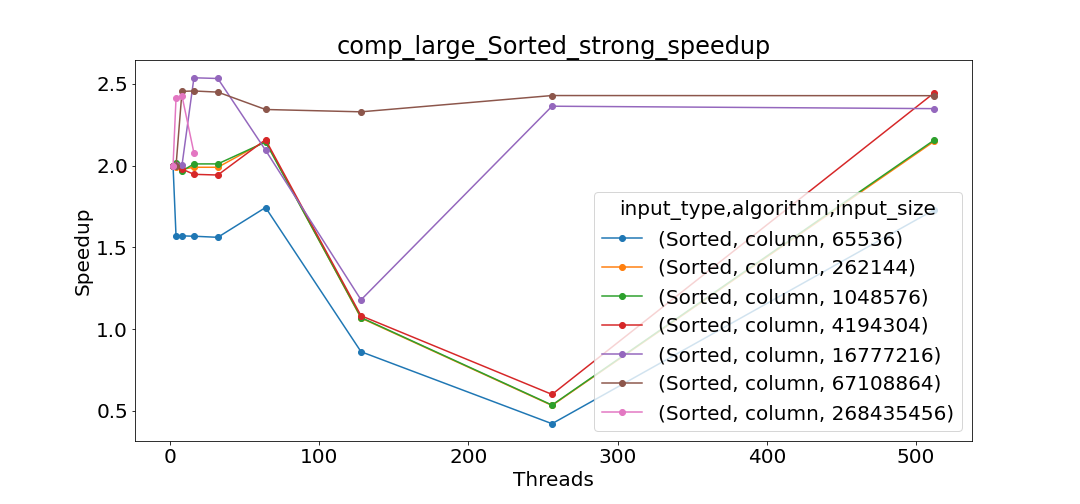 comp_large_Sorted_strong_speedup
Speedup
2.5
2.0
1.5
1.0
0.5
0
100
200
300
400
500
Threads
input_type,algorithm,input_size
(Sorted, column, 65536)
(Sorted, column, 262144)
(Sorted, column, 1048576)
(Sorted, column, 4194304)
(Sorted, column, 16777216)
(Sorted, column, 67108864)
(Sorted, column, 268435456)